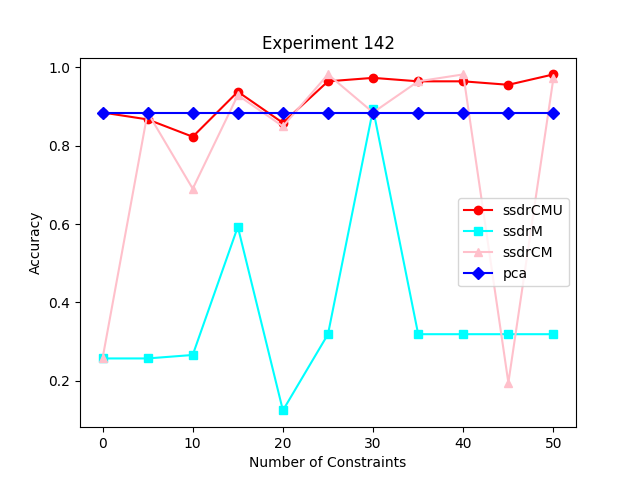 Experiment 142
1.0
0.8
0.6
0.4
0.2
Accuracy
ssdrCMU
ssdrM
ssdrCM
pca
0 10 20 30 40 50
Number of Constraints